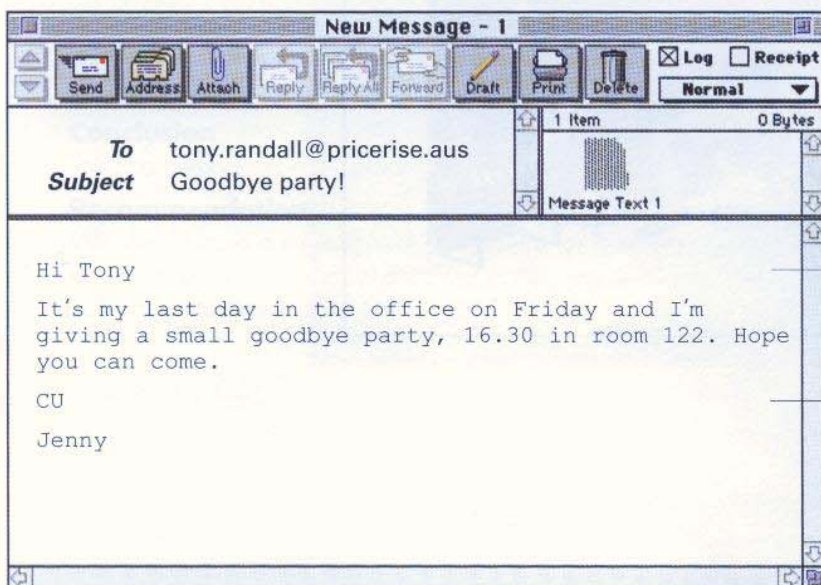 New Message - 1
Send Address Attach Reply Reply All Forward Draft Print Delete
Log Receipt
Normal
1 Item 0 Bytes
To tony.randall@pricerise.aus
Subject Goodbye party!
Message Text 1
Hi Tony
It's my last day in the office on Friday and I'm
giving a small goodbye party, 16.30 in room 122. Hope
you can come.
CU
Jenny